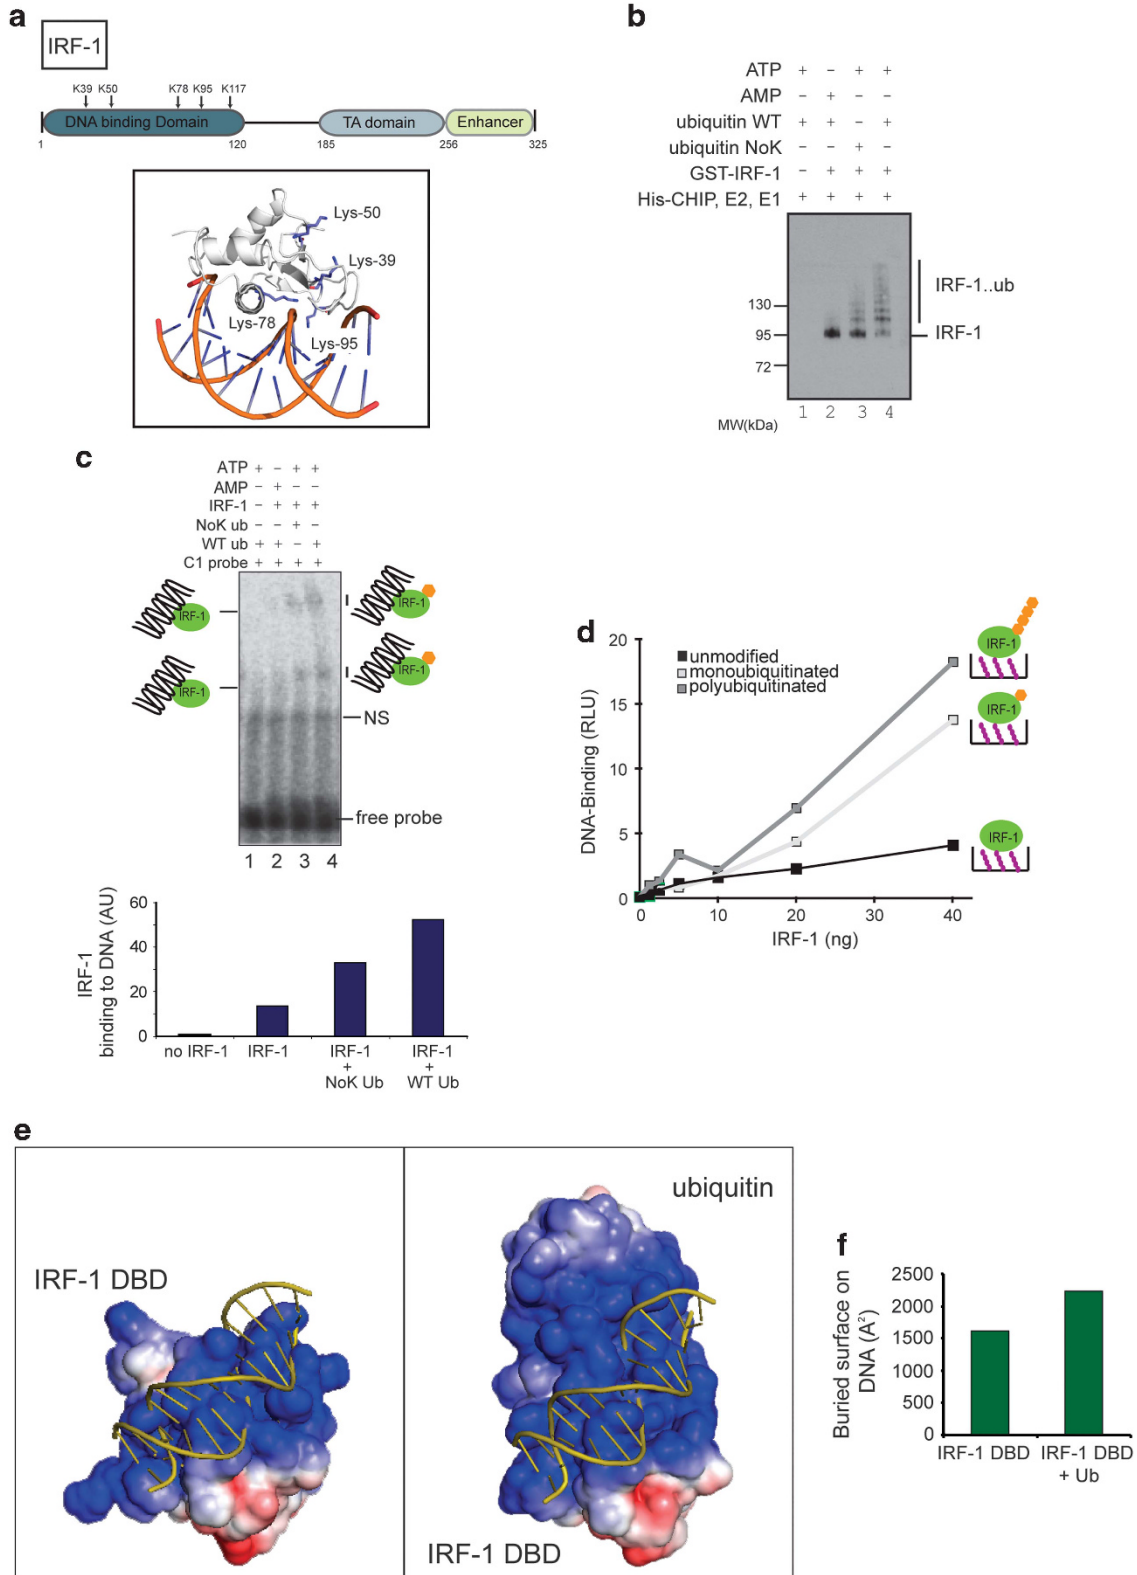 a
IRF-1
K39 K50 K78 K95 K117
DNA binding Domain TA domain Enhancer
1 120 185 256 325
Lys-50
Lys-39
Lys-78
Lys-95
b
ATP + − + +
AMP − + − −
ubiquitin WT + + − +
ubiquitin NoK − − + −
GST-IRF-1 − + + +
His-CHIP, E2, E1 + + + +
130
95
72
IRF-1..ub
IRF-1
MW(kDa) 1 2 3 4
c
ATP + − + +
AMP − + − −
IRF-1 − + + +
NoK ub − − + −
WT ub + + − +
C1 probe + + + +
IRF-1
IRF-1
IRF-1
IRF-1
NS
free probe
1 2 3 4
IRF-1
binding to DNA (AU)
60
40
20
0
no IRF-1 IRF-1 IRF-1 + NoK Ub IRF-1 + WT Ub
d
DNA-Binding (RLU)
20
15
10
5
0
unmodified
monoubiquitinated
polyubiquitinated
IRF-1
IRF-1
IRF-1
0 10 20 30 40
IRF-1 (ng)
e
IRF-1 DBD
ubiquitin
IRF-1 DBD
f
Buried surface on
DNA (A²)
2500
2000
1500
1000
500
0
IRF-1 DBD IRF-1 DBD
+ Ub